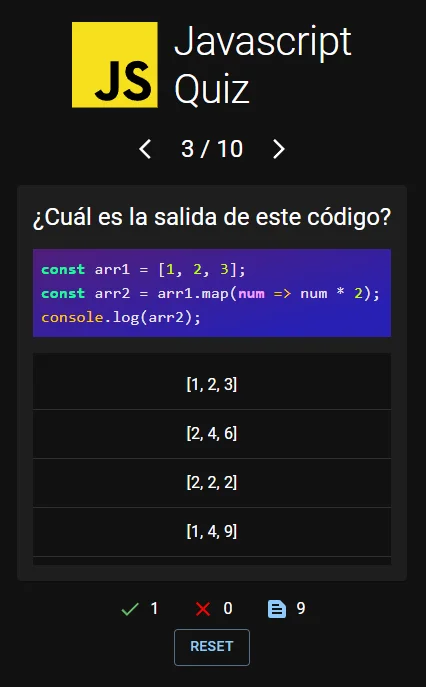 JS
Javascript
Quiz
3 / 10
¿Cuál es la salida de este código?
const arr1 = [1, 2, 3];
const arr2 = arr1.map(num => num * 2);
console.log(arr2);
[1, 2, 3]
[2, 4, 6]
[2, 2, 2]
[1, 4, 9]
1 0 9
RESET